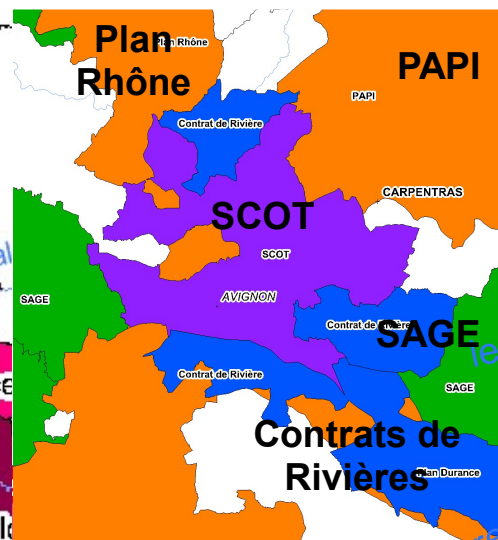 Plan
Rhône
Plan Rhône
PAPI
PAPI
Contrat de Rivière
CARPENTRAS
SCOT
SCOT
AVIGNON
SAGE
Contrat de Rivière
SAGE
SAGE
Contrat de Rivière
Contrats de
Rivières
Plan Durance